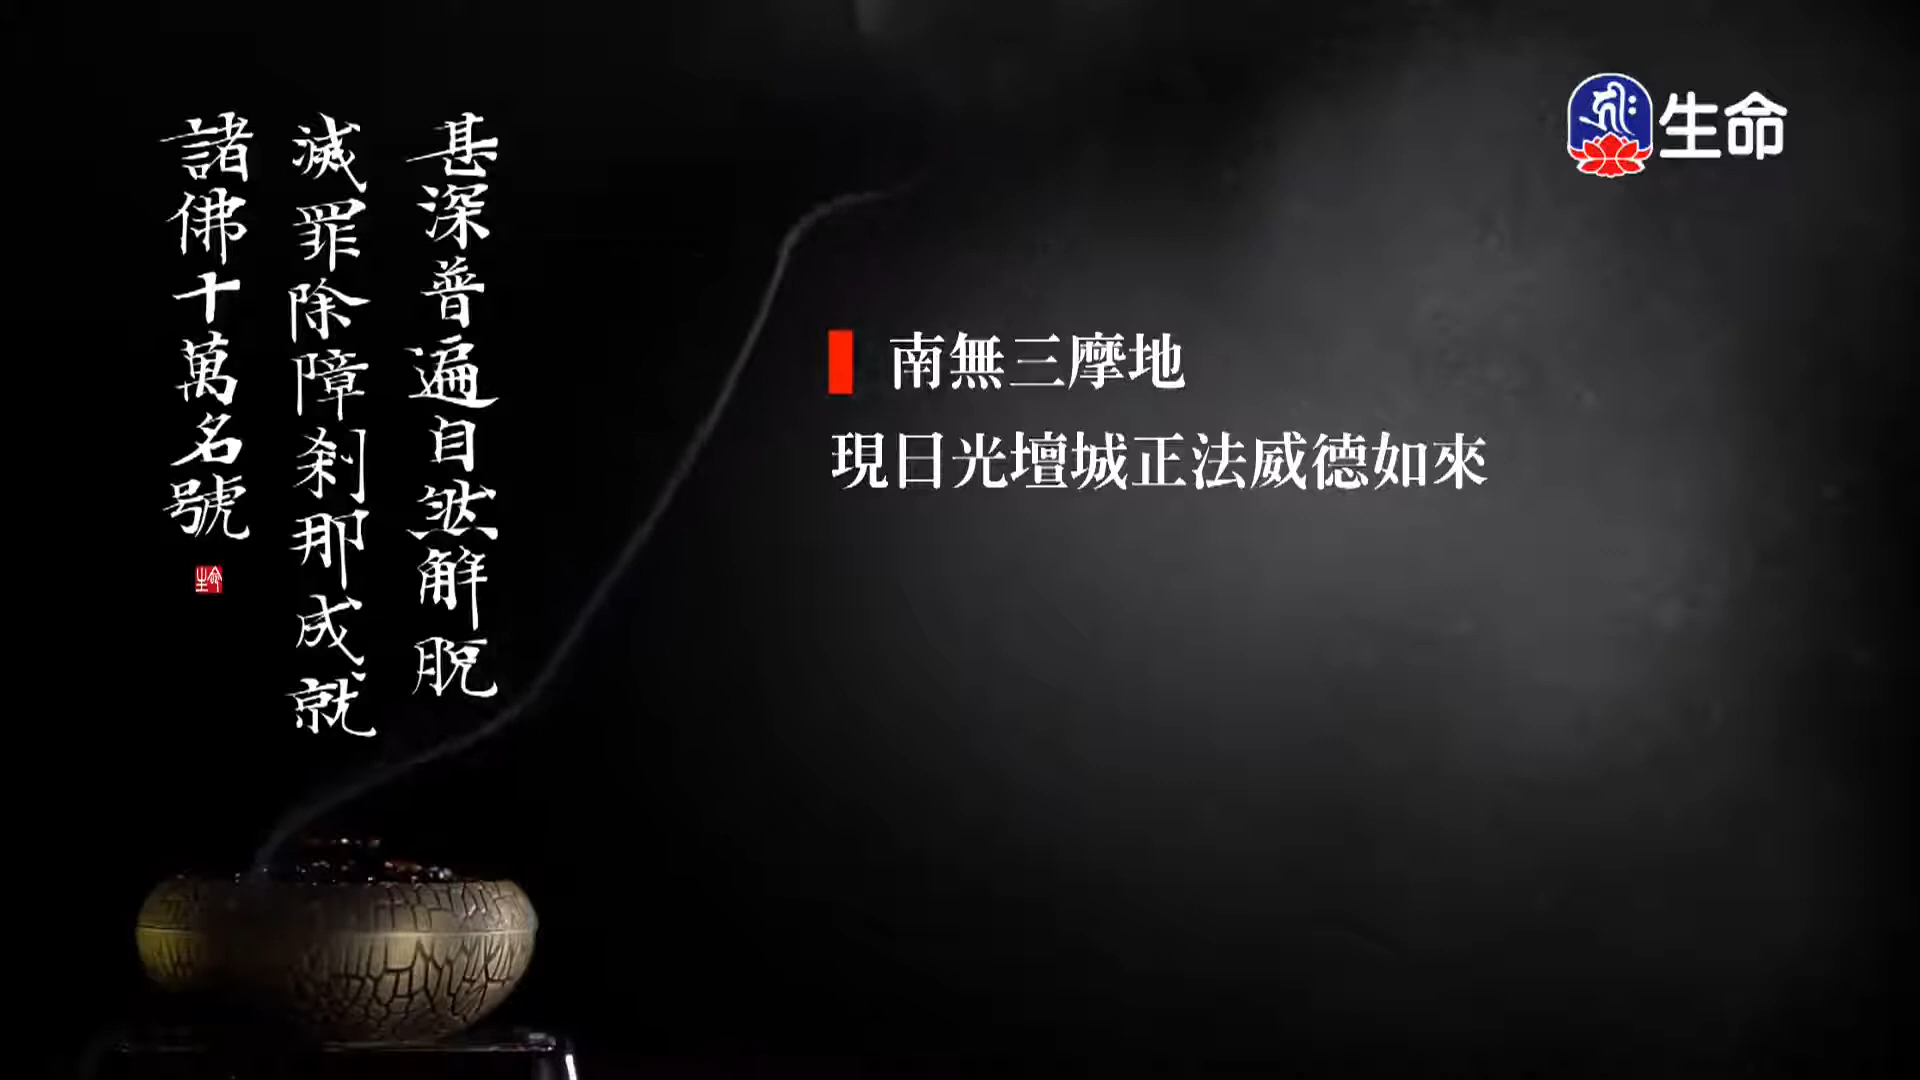 甚深普遍自然解脫
滅罪除障剎那成就
諸佛十萬名號
生命
南無三摩地
現日光壇城正法威德如來
生命